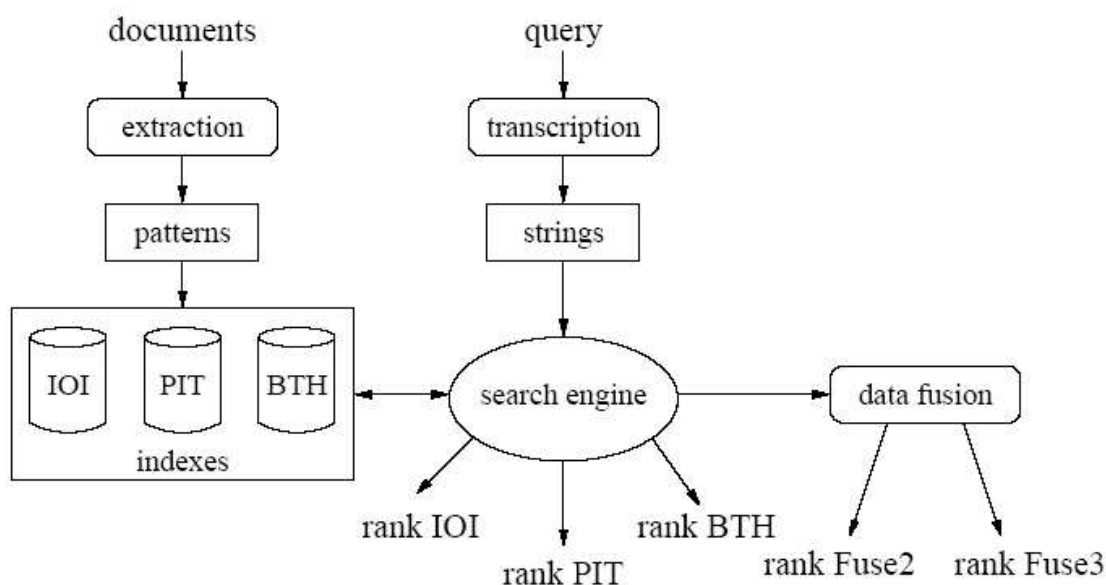 documents
query
extraction
transcription
patterns
strings
IOI
PIT
BTH
indexes
search engine
data fusion
rank IOI
rank PIT
rank BTH
rank Fuse2
rank Fuse3